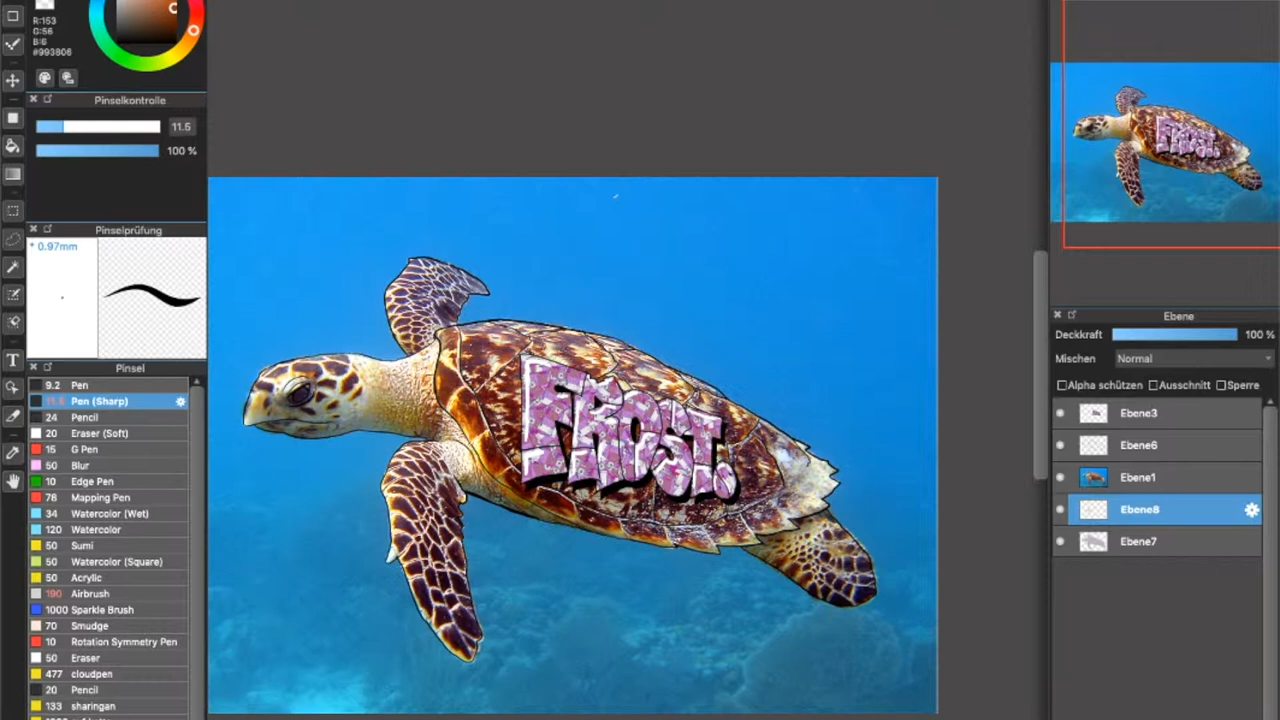 R:153
G:56
B:6
#993806
Pinselkontrolle
11.5
100 %
Pinselprüfung
* 0.97mm
Pinsel
9.2 Pen
11.5 Pen (Sharp)
24 Pencil
20 Eraser (Soft)
15 G Pen
50 Blur
10 Edge Pen
78 Mapping Pen
34 Watercolor (Wet)
120 Watercolor
50 Sumi
50 Watercolor (Square)
50 Acrylic
190 Airbrush
1000 Sparkle Brush
70 Smudge
10 Rotation Symmetry Pen
50 Eraser
477 cloudpen
20 Pencil
133 sharingan
T
FROST.
FROST.
Ebene
Deckkraft 100 %
Mischen Normal
Alpha schützen Ausschnitt Sperre
Ebene3
Ebene6
Ebene1
Ebene8
Ebene7